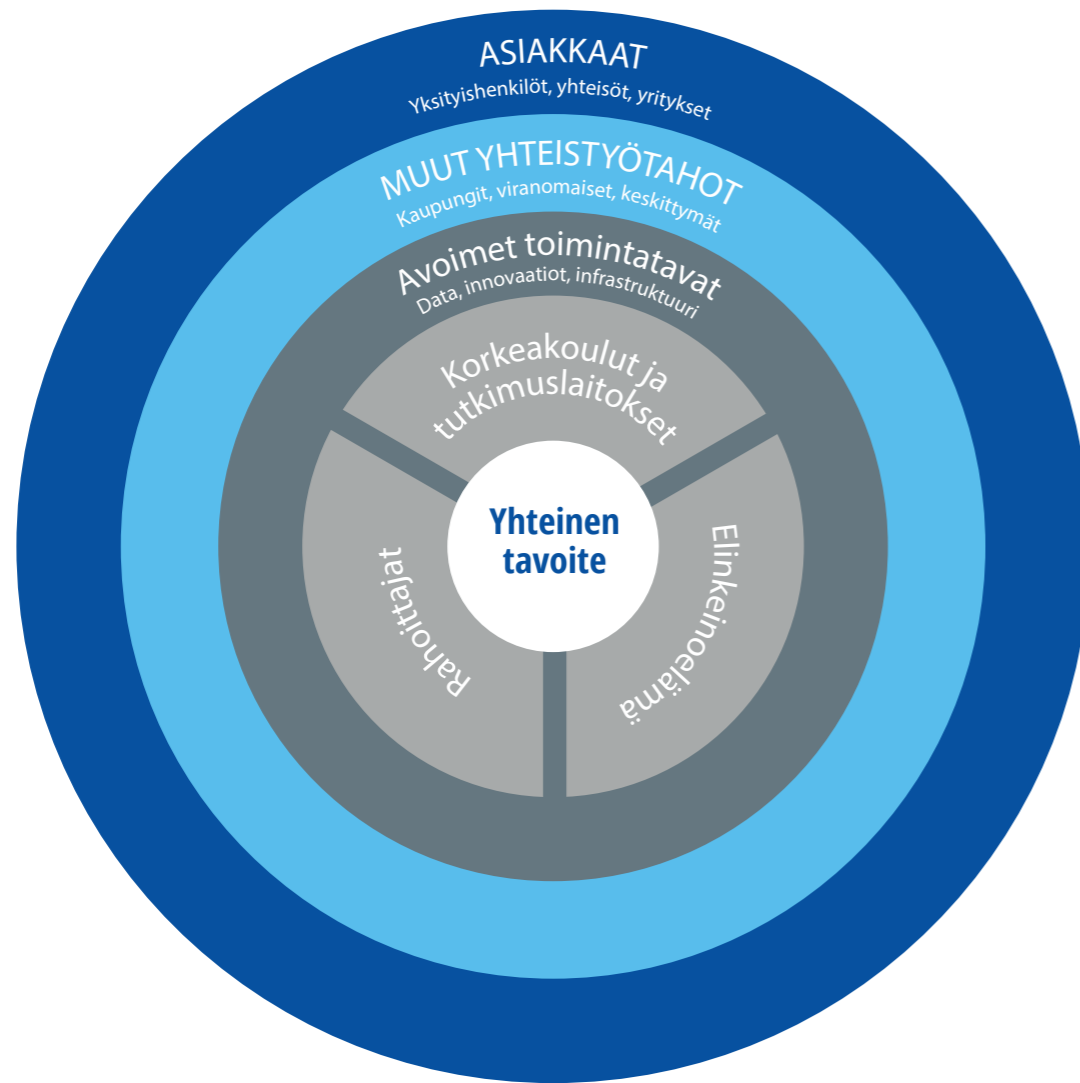 ASIAKKAAT
Yksityishenkilöt, yhteisöt, yritykset
MUUT YHTEISTYÖTAHOT
Kaupungit, viranomaiset, keskittymät
Avoimet toimintatavat
Data, innovaatiot, infrastruktuuri
Korkeakoulut ja
tutkimuslaitokset
Yhteinen
tavoite
Rahoittajat
Elinkeinoelämä